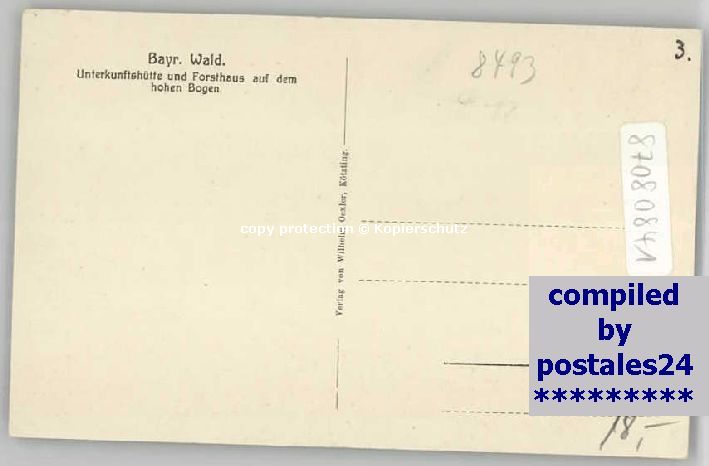 Bayr. Wald.
Unterkunftshütte und Forsthaus auf dem
hohen Bogen
8493
3.
Verlag von Wilhelm Oexler, Kötzting.
copy protection © Kopierschutz
compiled
by
postales24
*********
18,-